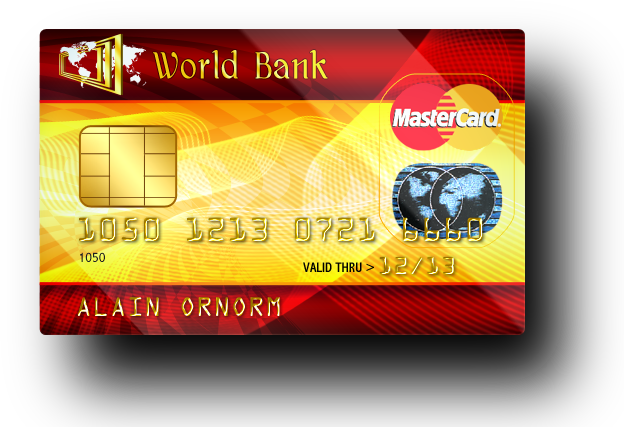 World Bank
MasterCard
1050 1213 0721 6660
1050
VALID THRU > 12/13
ALAIN ORNORM